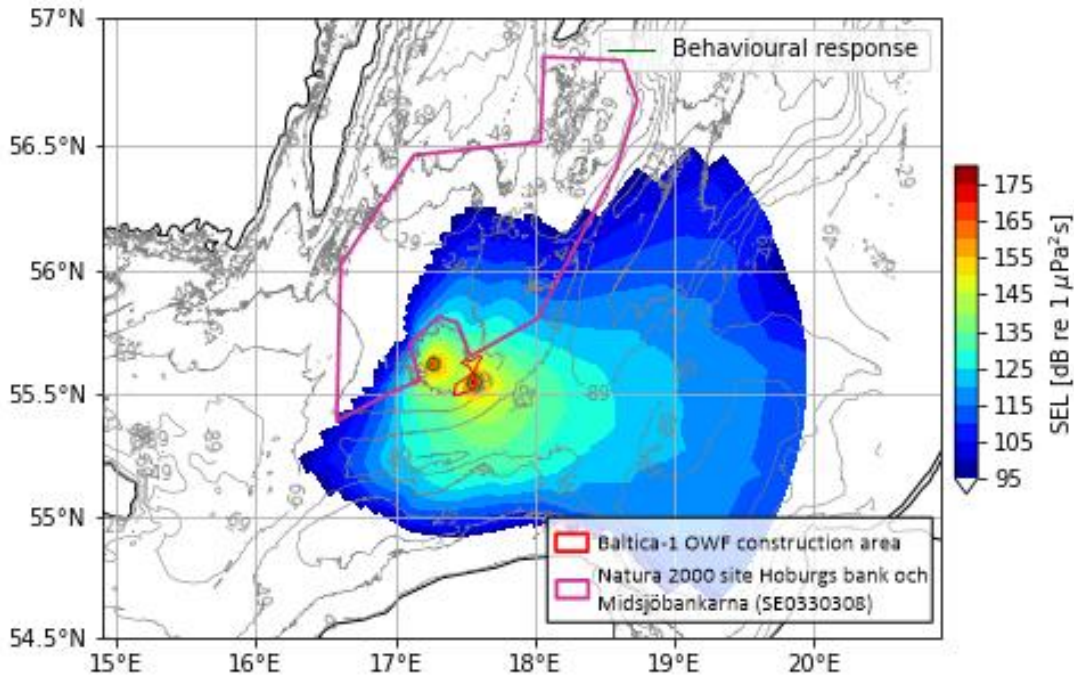 57°N
Behavioural response
56.5°N
56°N
55.5°N
55°N
54.5°N
15°E
16°E
17°E
18°E
19°E
20°E
175
165
155
145
135
125
115
105
95
SEL [dB re 1 μPa²s]
Baltica-1 OWF construction area
Natura 2000 site Hoburgs bank och
Midsjöbankarna (SE0330308)